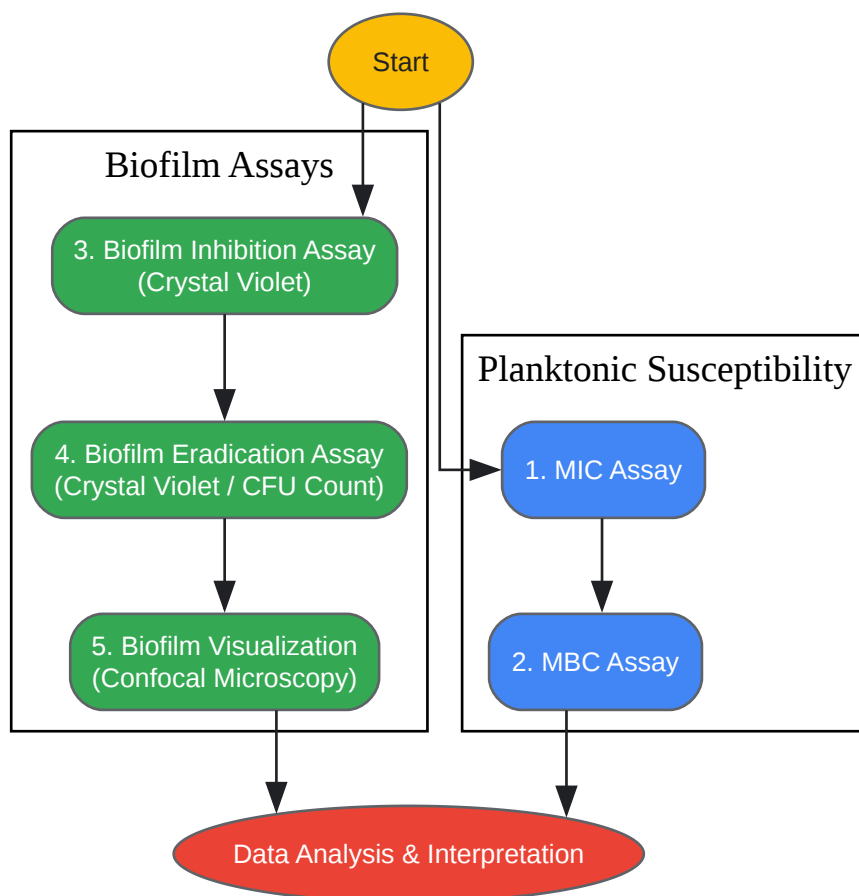 Start
Biofilm Assays
3. Biofilm Inhibition Assay
(Crystal Violet)
4. Biofilm Eradication Assay
(Crystal Violet / CFU Count)
5. Biofilm Visualization
(Confocal Microscopy)
Planktonic Susceptibility
1. MIC Assay
2. MBC Assay
Data Analysis & Interpretation